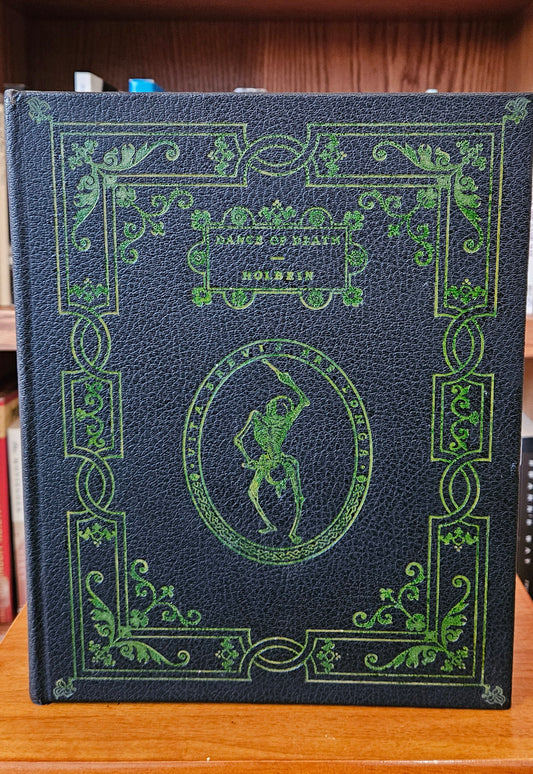 DANCE OF DEATH
HOLBEIN
VITA BREVIS ARS LONGA